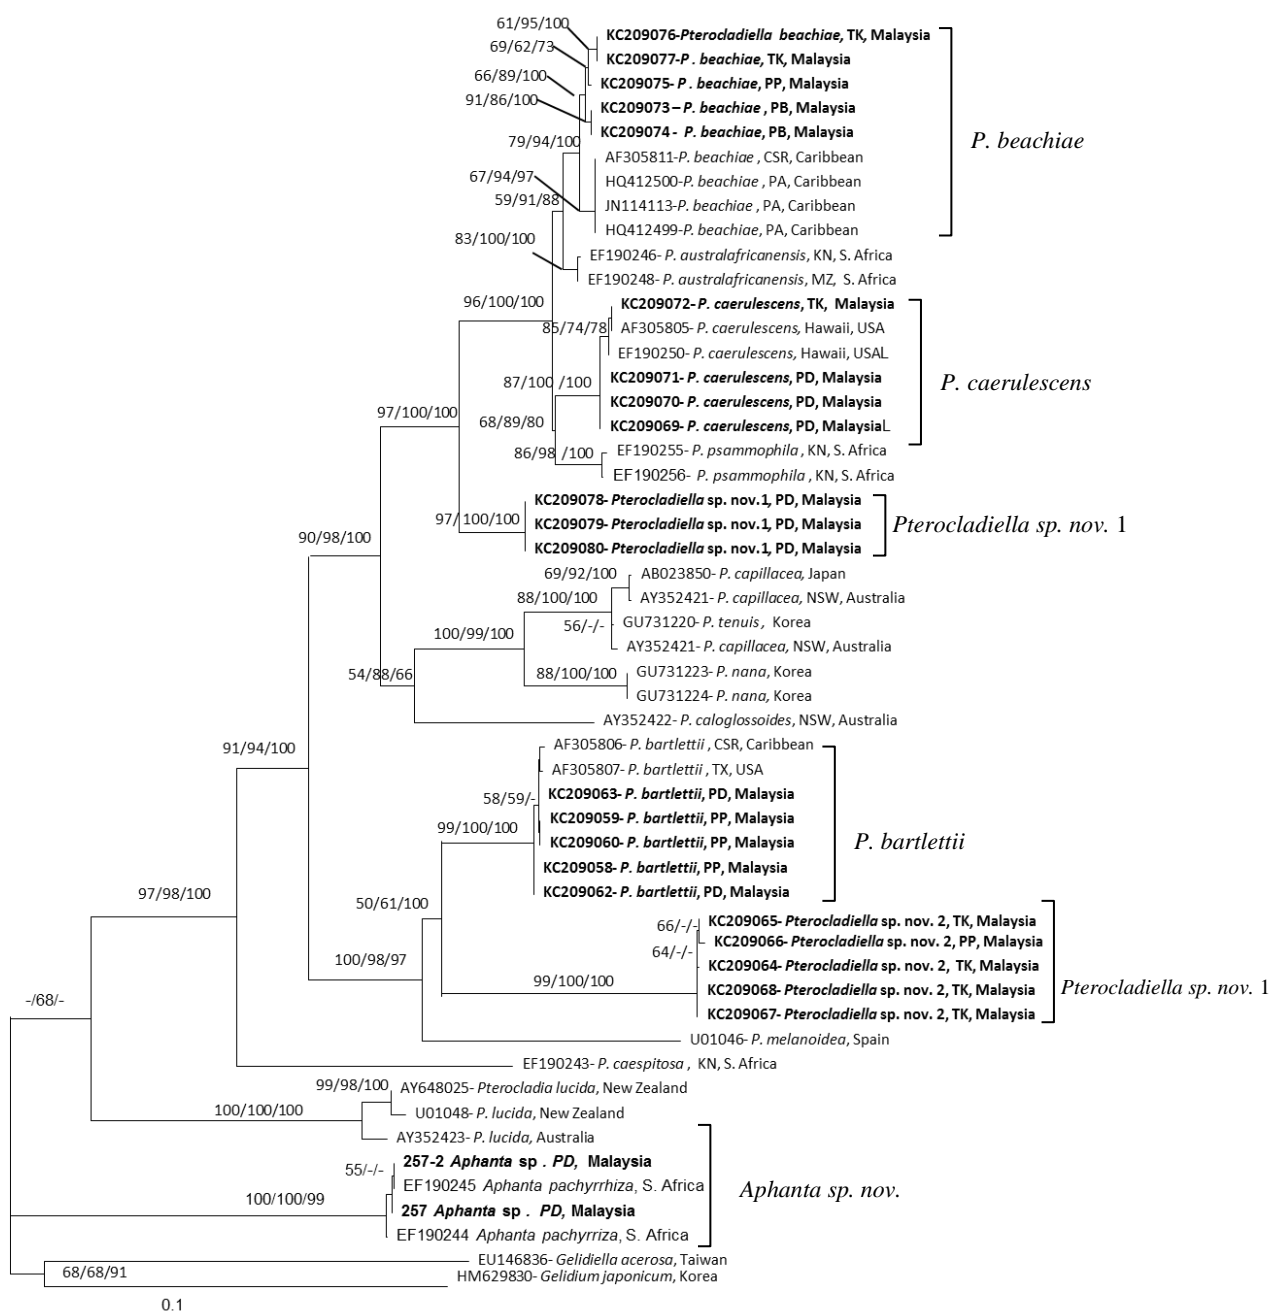 61/95/100
KC209076-Pterocladiella beachiae, TK, Malaysia
69/62/73
KC209077-P. beachiae, TK, Malaysia
66/89/100
KC209075- P. beachiae, PP, Malaysia
91/86/100
KC209073 – P. beachiae, PB, Malaysia
KC209074 - P. beachiae, PB, Malaysia
P. beachiae
79/94/100
AF305811-P. beachiae, CSR, Caribbean
67/94/97
HQ412500-P. beachiae, PA, Caribbean
59/91/88
JN114113-P. beachiae, PA, Caribbean
HQ412499-P. beachiae, PA, Caribbean
83/100/100
EF190246- P. australafricanensis, KN, S. Africa
EF190248- P. australafricanensis, MZ, S. Africa
96/100/100
KC209072-P. caerulescens, TK, Malaysia
85/74/78
AF305805- P. caerulescens, Hawaii, USA
EF190250- P. caerulescens, Hawaii, USAL
87/100 /100
KC209071- P. caerulescens, PD, Malaysia
P. caerulescens
KC209070- P. caerulescens, PD, Malaysia
97/100/100
68/89/80
KC209069- P. caerulescens, PD, MalaysiaL
86/98 /100
EF190255- P. psammophila, KN, S. Africa
EF190256- P. psammophila, KN, S. Africa
KC209078- Pterocladiella sp. nov.1, PD, Malaysia
97/ 100/100
KC209079- Pterocladiella sp. nov.1, PD, Malaysia
Pterocladiella sp. nov. 1
KC209080- Pterocladiella sp. nov.1, PD, Malaysia
90/98/100
69/92/100
AB023850- P. capillacea, Japan
88/100/100
AY352421- P. capillacea, NSW, Australia
56/-/-
GU731220- P. tenuis, Korea
100/99/100
AY352421- P. capillacea, NSW, Australia
54/88/66
88/100/100
GU731223- P. nana, Korea
GU731224- P. nana, Korea
AY352422- P. caloglossoides, NSW, Australia
91/94/100
AF305806- P. bartlettii, CSR, Caribbean
AF305807- P. bartlettii, TX, USA
58/59/-
KC209063- P. bartlettii, PD, Malaysia
KC209059- P. bartlettii, PP, Malaysia
99/100/100
KC209060- P. bartlettii, PP, Malaysia
P. bartlettii
KC209058- P. bartlettii, PP, Malaysia
97/98/100
KC209062- P. bartlettii, PD, Malaysia
50/61/100
66/-/-
KC209065- Pterocladiella sp. nov. 2, TK, Malaysia
KC209066- Pterocladiella sp. nov. 2, PP, Malaysia
64/-/-
100/98/97
KC209064- Pterocladiella sp. nov. 2, TK, Malaysia
99/100/100
KC209068- Pterocladiella sp. nov. 2, TK, Malaysia
Pterocladiella sp. nov. 1
-/68/-
KC209067- Pterocladiella sp. nov. 2, TK, Malaysia
U01046- P. melanoidea, Spain
EF190243- P. caespitosa, KN, S. Africa
99/98/100
AY648025- Pterocladia lucida, New Zealand
100/100/100
U01048- P. lucida, New Zealand
AY352423- P. lucida, Australia
55/-/-
257-2 Aphanta sp . PD, Malaysia
EF190245 Aphanta pachyrrhiza, S. Africa
Aphanta sp. nov.
100/100/99
257 Aphanta sp . PD, Malaysia
EF190244 Aphanta pachyrriza, S. Africa
EU146836- Gelidiella acerosa, Taiwan
68/68/91
HM629830- Gelidium japonicum, Korea
0.1